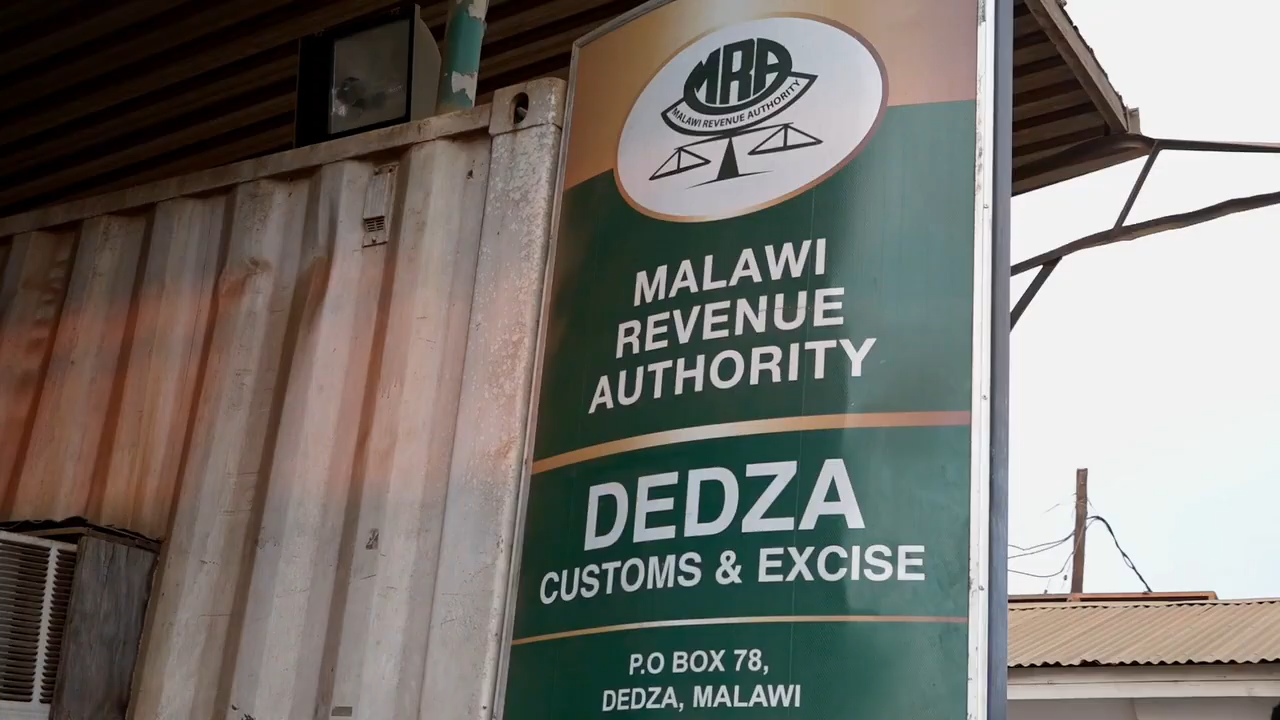 MRA
MALAWI REVENUE AUTHORITY
MALAWI
REVENUE
AUTHORITY
DEDZA
CUSTOMS & EXCISE
P.O BOX 78,
DEDZA, MALAWI